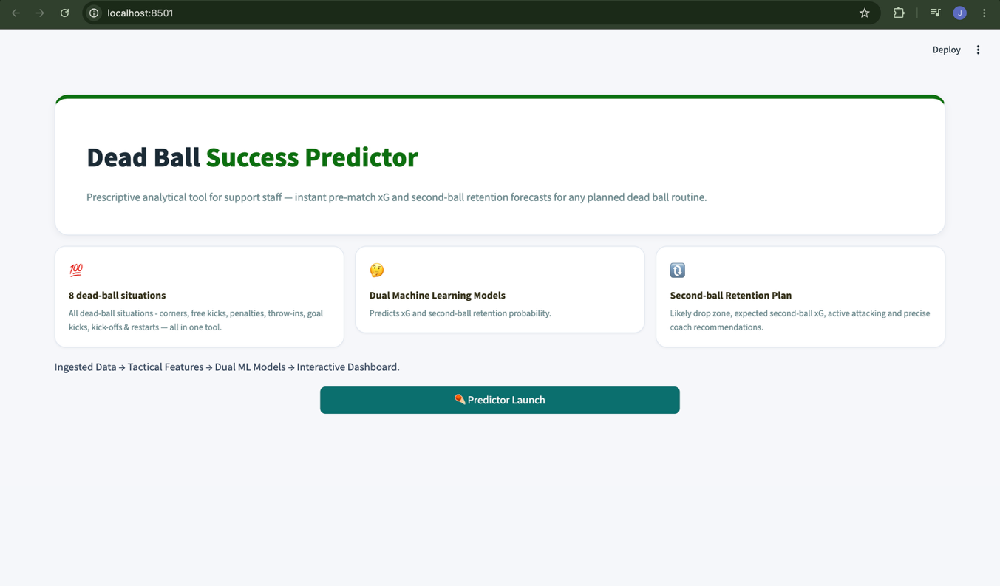 localhost:8501
J
Deploy
Dead Ball Success Predictor
Prescriptive analytical tool for support staff — instant pre-match xG and second-ball retention forecasts for any planned dead ball routine.
💯
🤔
🔃
8 dead-ball situations
All dead-ball situations - corners, free kicks, penalties, throw-ins, goal
kicks, kick-offs & restarts — all in one tool.
Dual Machine Learning Models
Predicts xG and second-ball retention probability.
Second-ball Retention Plan
Likely drop zone, expected second-ball xG, active attacking and precise
coach recommendations.
Ingested Data → Tactical Features → Dual ML Models → Interactive Dashboard.
Predictor Launch